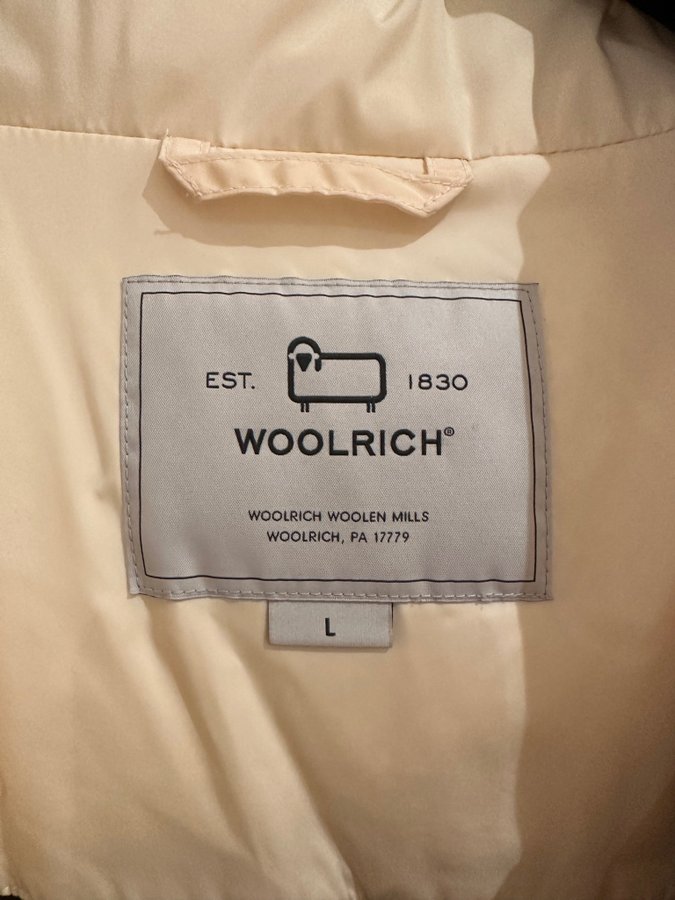 EST. 1830
WOOLRICH®
WOOLRICH WOOLEN MILLS
WOOLRICH, PA 17779
L